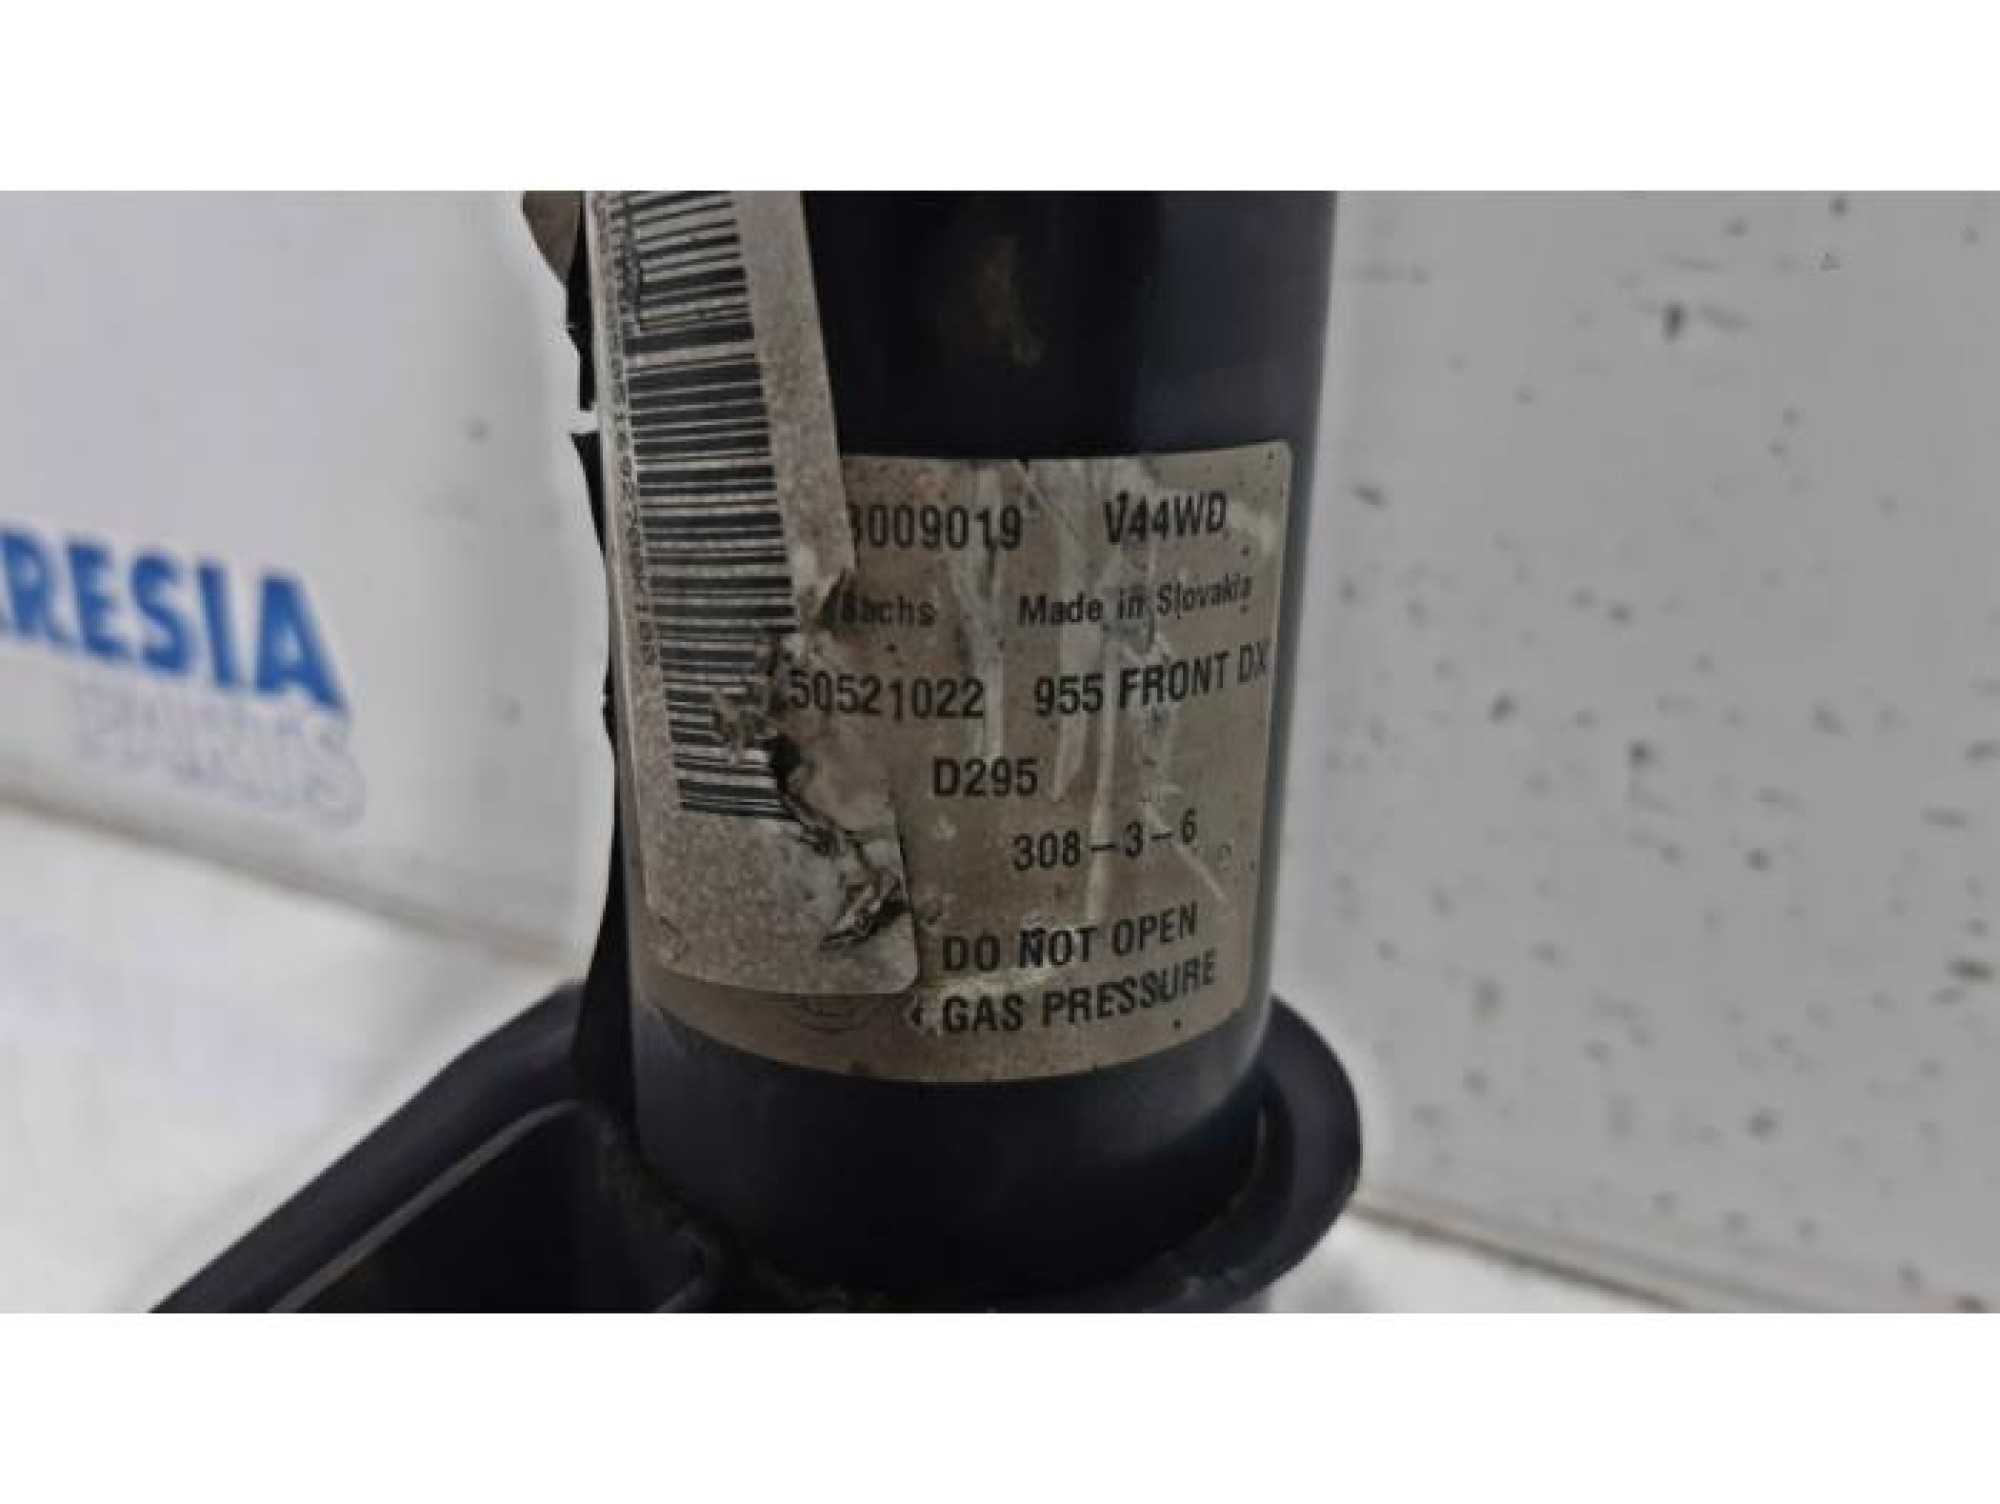 3009019 V44WD
Sachs Made in Slovakia
50521022 955 FRONT DX
D295
308-3-6
DO NOT OPEN
GAS PRESSURE
RESIA
PARTS